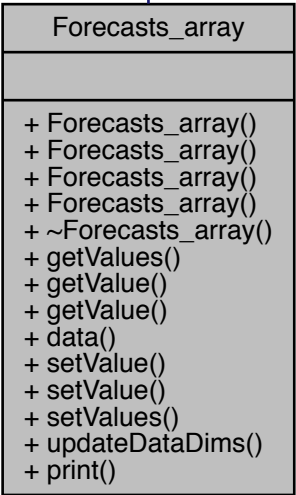 Forecasts_array
+ Forecasts_array()
+ Forecasts_array()
+ Forecasts_array()
+ Forecasts_array()
+ ~Forecasts_array()
+ getValues()
+ getValue()
+ getValue()
+ data()
+ setValue()
+ setValue()
+ setValues()
+ updateDataDims()
+ print()